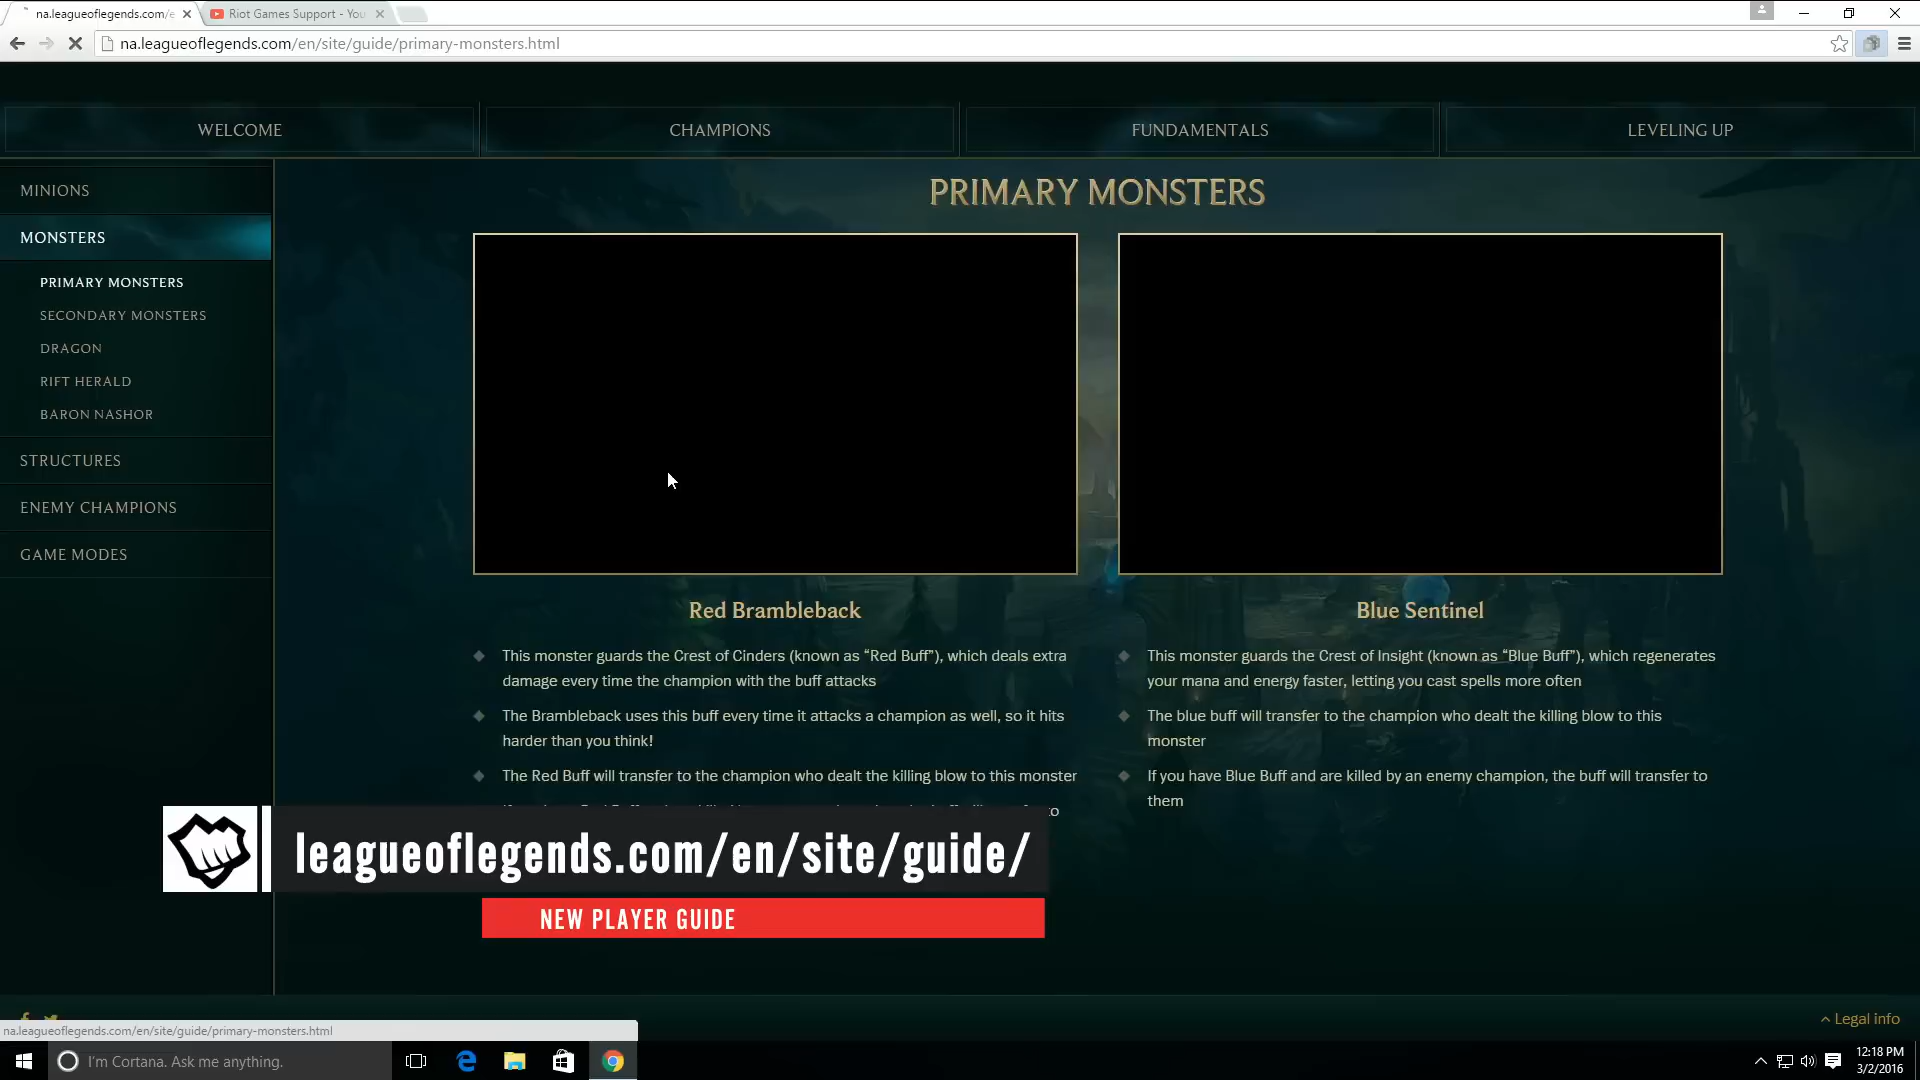 na.leagueoflegends.com/e
Riot Games Support - You
na.leagueoflegends.com/en/site/guide/primary-monsters.html
WELCOME
CHAMPIONS
FUNDAMENTALS
LEVELING UP
MINIONS
MONSTERS
PRIMARY MONSTERS
SECONDARY MONSTERS
DRAGON
RIFT HERALD
BARON NASHOR
STRUCTURES
ENEMY CHAMPIONS
GAME MODES
PRIMARY MONSTERS
Red Brambleback
This monster guards the Crest of Cinders (known as “Red Buff”), which deals extra
damage every time the champion with the buff attacks
The Brambleback uses this buff every time it attacks a champion as well, so it hits
harder than you think!
The Red Buff will transfer to the champion who dealt the killing blow to this monster
to
Blue Sentinel
This monster guards the Crest of Insight (known as “Blue Buff”), which regenerates
your mana and energy faster, letting you cast spells more often
The blue buff will transfer to the champion who dealt the killing blow to this
monster
If you have Blue Buff and are killed by an enemy champion, the buff will transfer to
them
leagueoflegends.com/en/site/guide/
NEW PLAYER GUIDE
Legal info
na.leagueoflegends.com/en/site/guide/primary-monsters.html
I'm Cortana. Ask me anything.
12:18 PM
3/2/2016